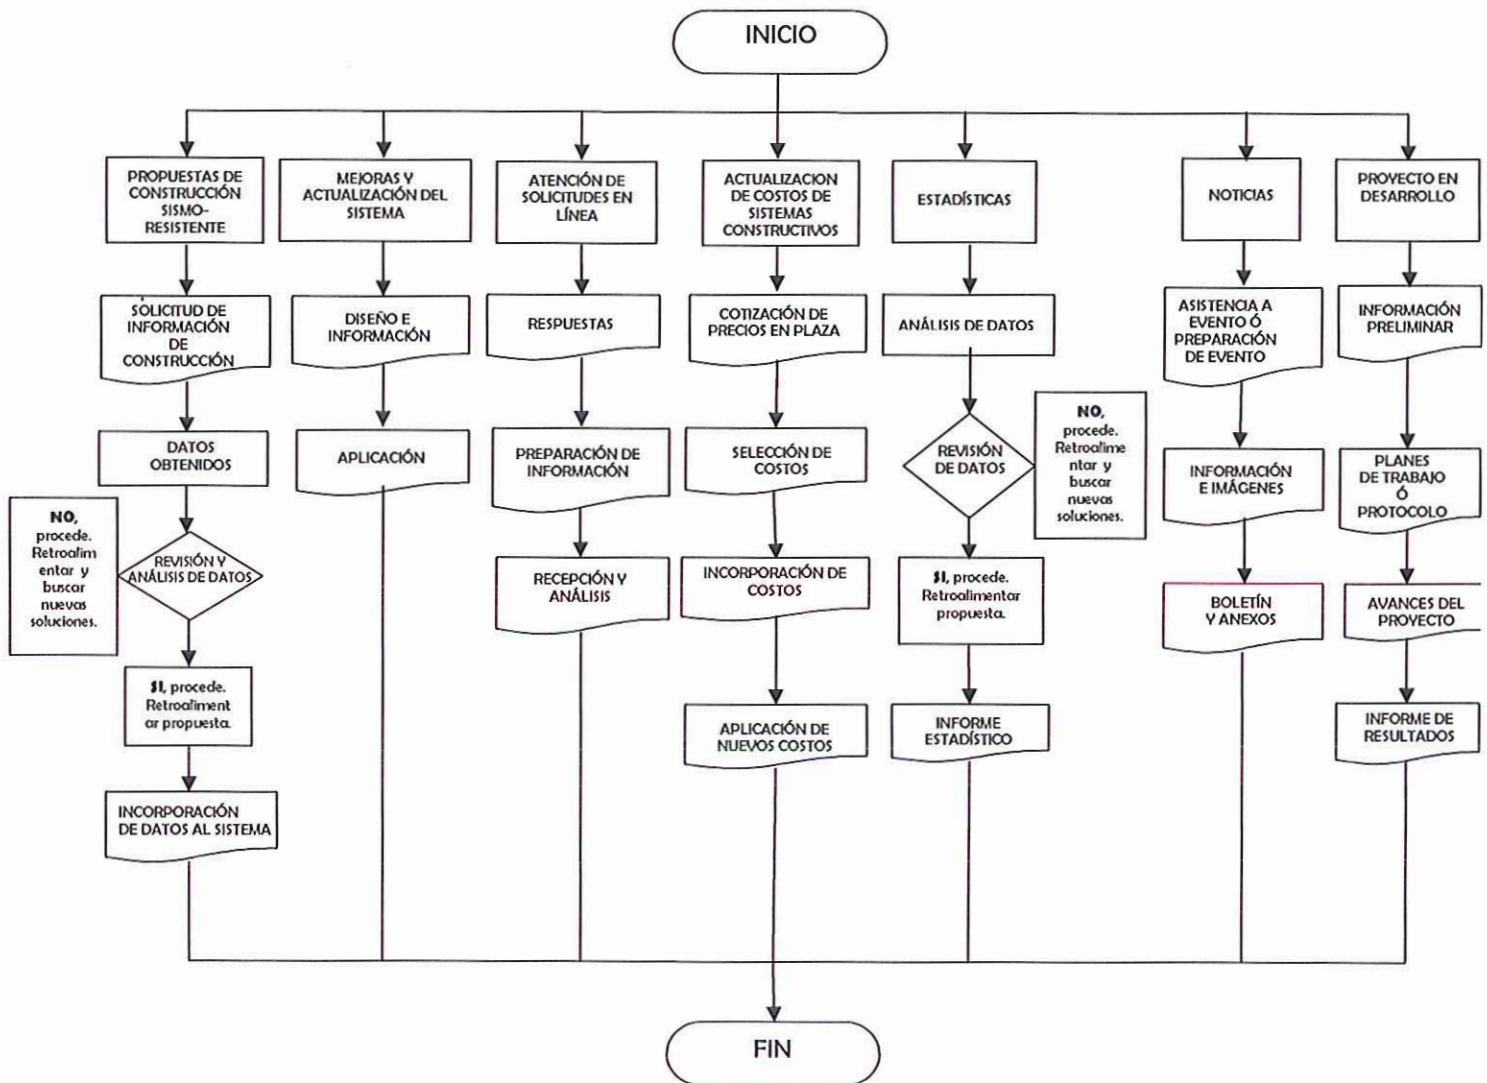 INICIO
PROPUESTAS DE
CONSTRUCCIÓN
SISMO-
RESISTENTE
SOLICITUD DE
INFORMACIÓN
DE
CONSTRUCCIÓN
DATOS
OBTENIDOS
NO,
procede.
Retroalim
entar y
buscar
nuevas
soluciones.
REVISIÓN Y
ANÁLISIS DE DATOS
SI, procede.
Retroaliment
ar propuesta.
INCORPORACIÓN
DE DATOS AL SISTEMA
MEJORAS Y
ACTUALIZACIÓN DEL
SISTEMA
DISEÑO E
INFORMACIÓN
APLICACIÓN
ATENCIÓN DE
SOLICITUDES EN
LÍNEA
RESPUESTAS
PREPARACIÓN DE
INFORMACIÓN
RECEPCIÓN Y
ANÁLISIS
ACTUALIZACION
DE COSTOS DE
SISTEMAS
CONSTRUCTIVOS
COTIZACIÓN DE
PRECIOS EN PLAZA
SELECCIÓN DE
COSTOS
INCORPORACIÓN DE
COSTOS
APLICACIÓN DE
NUEVOS COSTOS
ESTADÍSTICAS
ANÁLISIS DE DATOS
REVISIÓN
DE DATOS
NO,
procede.
Retroalime
ntar y
buscar
nuevas
soluciones.
SI, procede.
Retroalimentar
propuesta.
INFORME
ESTADÍSTICO
NOTICIAS
ASISTENCIA A
EVENTO Ó
PREPARACIÓN
DE EVENTO
INFORMACIÓN
E IMÁGENES
BOLETÍN
Y ANEXOS
PROYECTO EN
DESARROLLO
INFORMACIÓN
PRELIMINAR
PLANES
DE TRABAJO
Ó
PROTOCOLO
AVANCES DEL
PROYECTO
INFORME DE
RESULTADOS
FIN